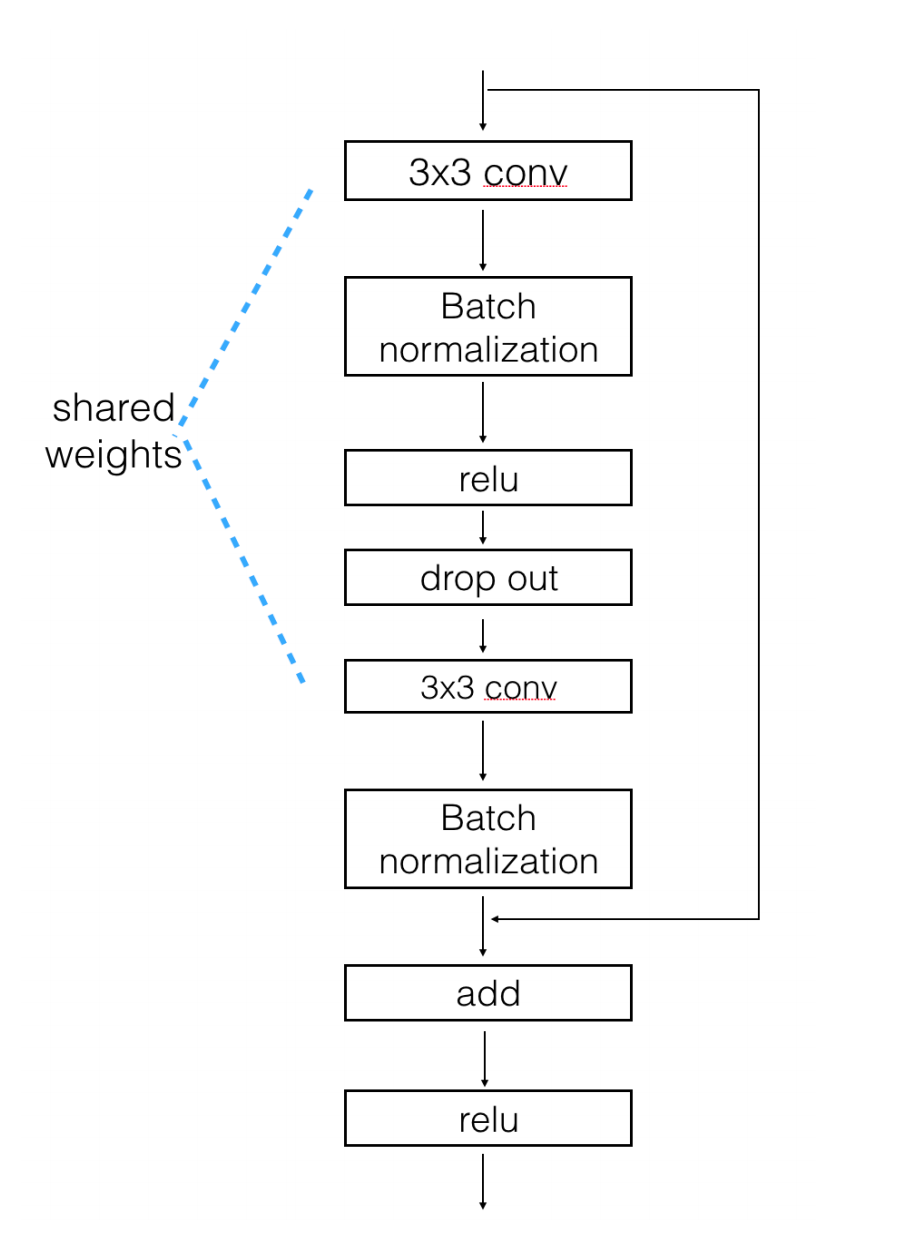 3x3 conv
Batch
normalization
shared
weights
relu
drop out
3x3 conv
Batch
normalization
add
relu